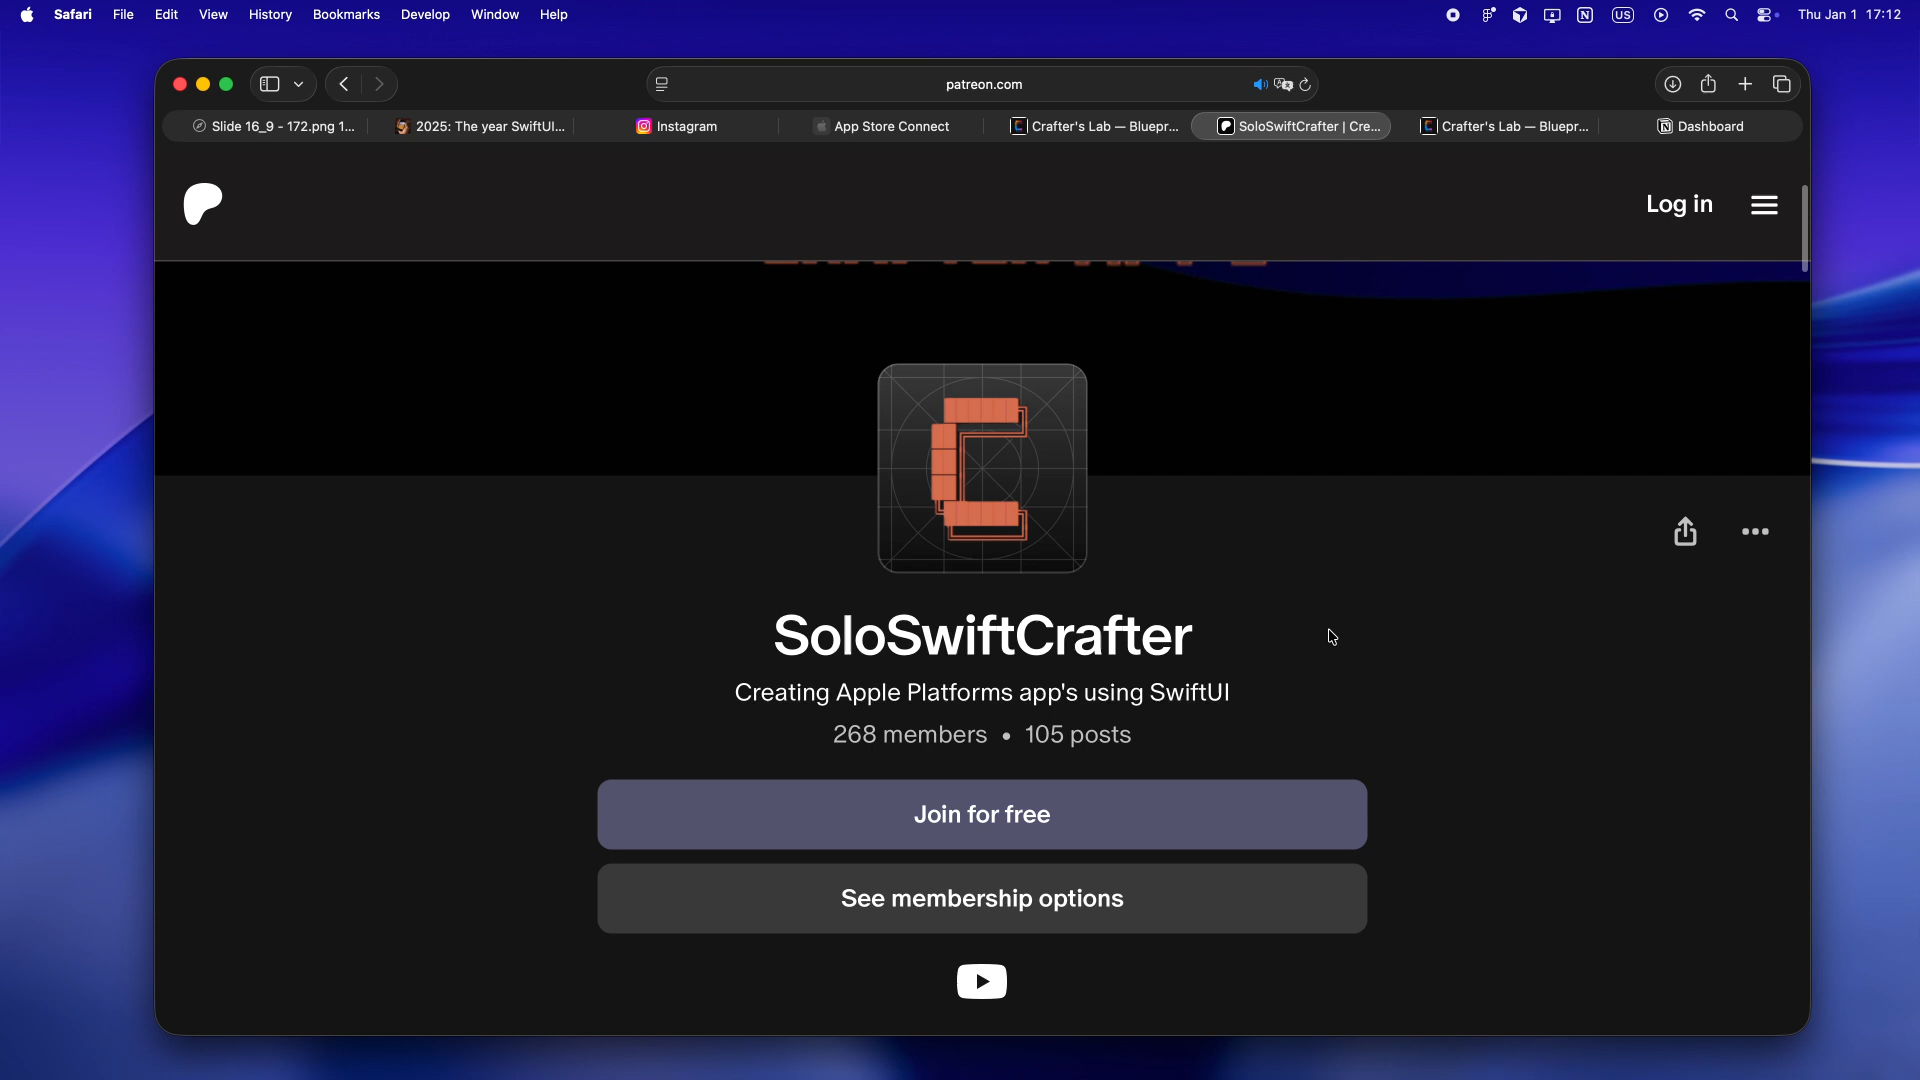 Safari File Edit View History Bookmarks Develop Window Help
US
Thu Jan 1 17:12
patreon.com
Slide 16_9 - 172.png 1...
2025: The year SwiftUI...
Instagram
App Store Connect
Crafter's Lab — Bluepr...
SoloSwiftCrafter | Cre...
Crafter's Lab — Bluepr...
Dashboard
Log in
SoloSwiftCrafter
Creating Apple Platforms app's using SwiftUI
268 members • 105 posts
Join for free
See membership options